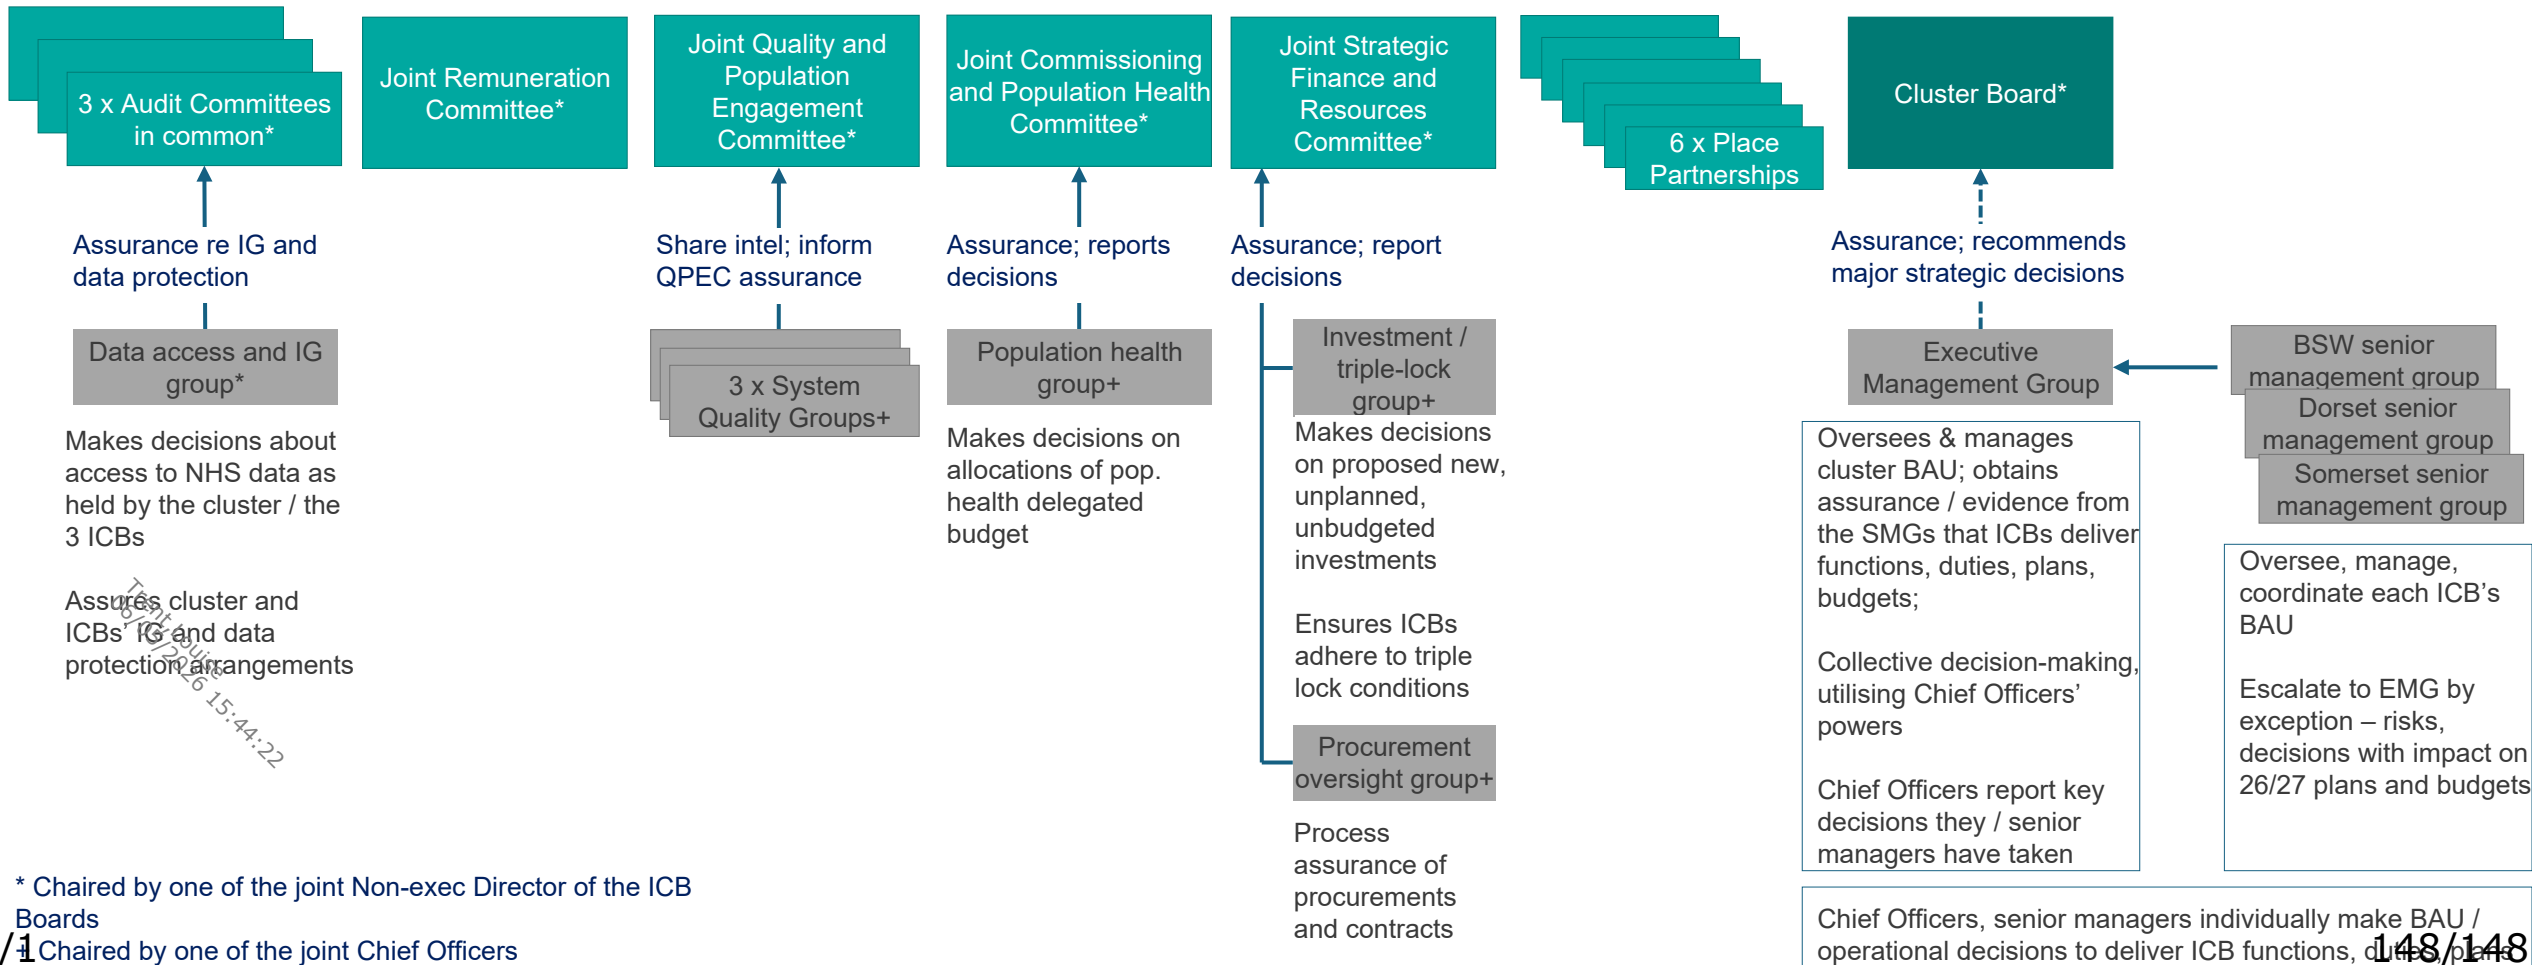 3 x Audit Committees
in common*
Joint Remuneration
Committee*
Joint Quality and
Population
Engagement
Committee*
Joint Commissioning
and Population Health
Committee*
Joint Strategic
Finance and
Resources
Committee*
6 x Place
Partnerships
Cluster Board*
Assurance re IG and
data protection
Share intel; inform
QPEC assurance
Assurance; reports
decisions
Assurance; report
decisions
Assurance; recommends
major strategic decisions
Data access and IG
group*
Makes decisions about
access to NHS data as
held by the cluster / the
3 ICBs
Assures cluster and
ICBs’ IG and data
protection arrangements
3 x System
Quality Groups+
Population health
group+
Makes decisions on
allocations of pop.
health delegated
budget
Investment /
triple-lock
group+
Makes decisions
on proposed new,
unplanned,
unbudgeted
investments
Ensures ICBs
adhere to triple
lock conditions
Procurement
oversight group+
Process
assurance of
procurements
and contracts
Executive
Management Group
Oversees & manages
cluster BAU; obtains
assurance / evidence from
the SMGs that ICBs deliver
functions, duties, plans,
budgets;
Collective decision-making,
utilising Chief Officers’
powers
Chief Officers report key
decisions they / senior
managers have taken
BSW senior
management group
Dorset senior
management group
Somerset senior
management group
Oversee, manage,
coordinate each ICB’s
BAU
Escalate to EMG by
exception – risks,
decisions with impact on
26/27 plans and budgets
Chief Officers, senior managers individually make BAU /
operational decisions to deliver ICB functions, duties, plans
* Chaired by one of the joint Non-exec Director of the ICB
Boards
+ Chaired by one of the joint Chief Officers
Trent Louise
06/05/2026 15:44:22
/1
148/148